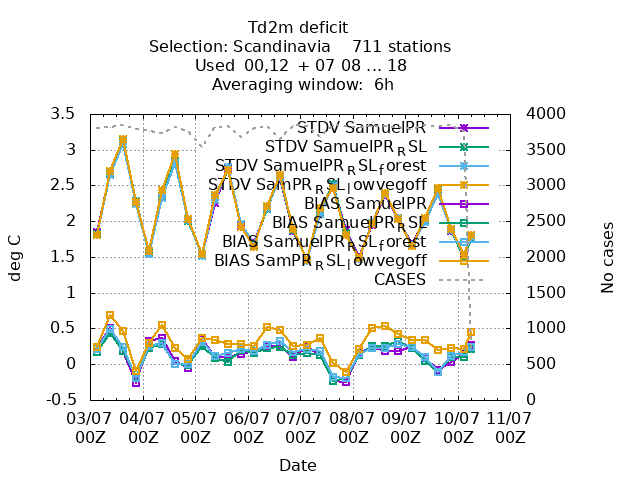 Td2m deficit
Selection: Scandinavia 711 stations
Used 00,12 + 07 08 ... 18
Averaging window: 6h
3.5 4000
STDV SamuelPR
3 3500
STDV SamuelPR_RSL
STDV SamuelPR_RSL_forest
2.5 3000
STDV SamPR_RSL_lowvegoff
BIAS SamuelPR
2 2500
BIAS SamuelPR_RSL
BIAS SamuelPR_RSL_forest
1.5 2000
BIAS SamPR_RSL_lowvegoff
CASES
1 1500
0.5 1000
0 500
-0.5 0
deg C
No cases
03/07 04/07 05/07 06/07 07/07 08/07 09/07 10/07 11/07
00Z 00Z 00Z 00Z 00Z 00Z 00Z 00Z 00Z
Date